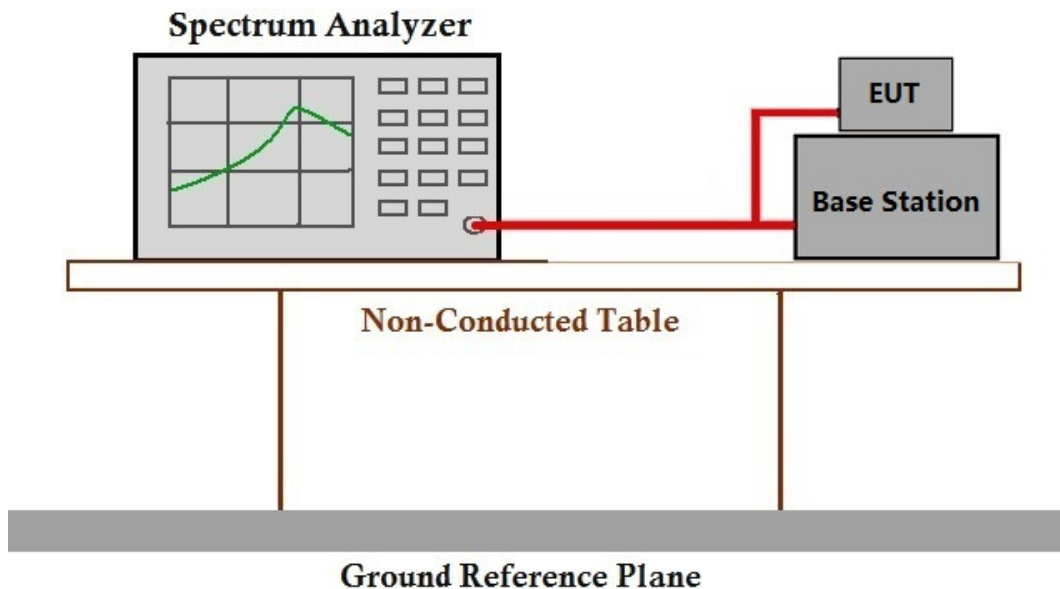 Spectrum Analyzer
EUT
Base Station
Non-Conducted Table
Ground Reference Plane